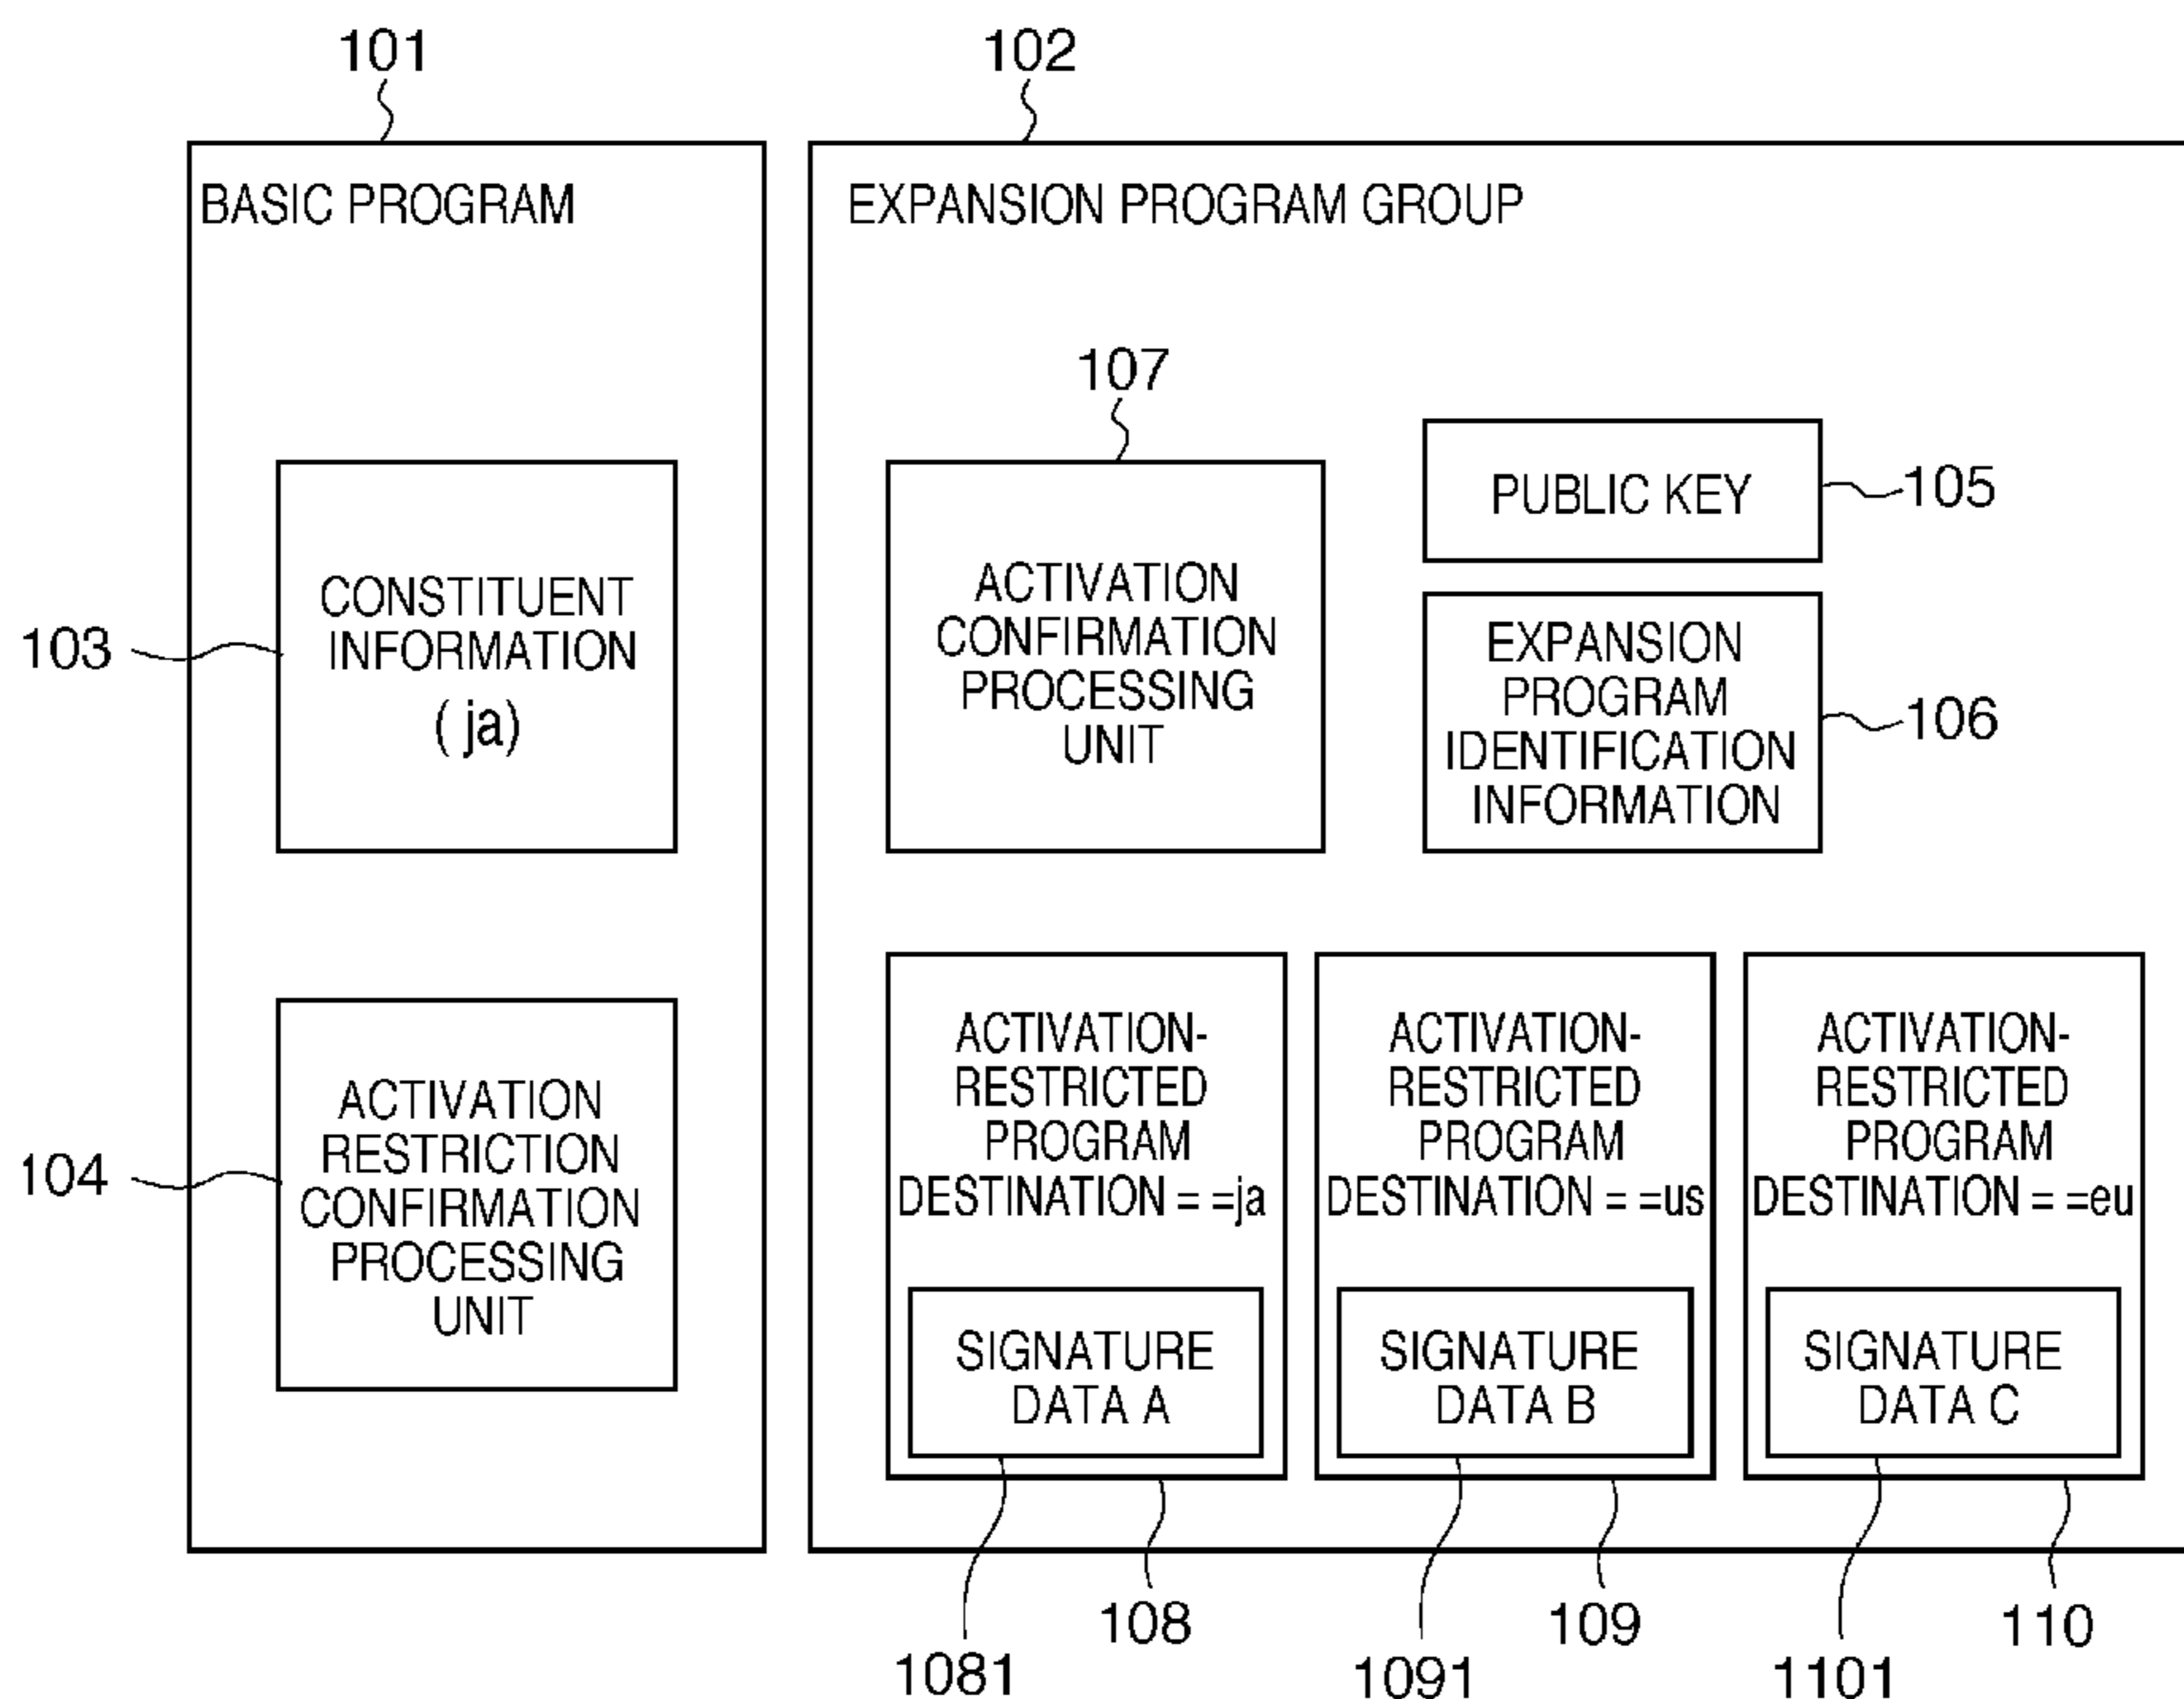 101
102
BASIC PROGRAM
EXPANSION PROGRAM GROUP
103
CONSTITUENT
INFORMATION
( ja)
104
ACTIVATION
RESTRICTION
CONFIRMATION
PROCESSING
UNIT
107
ACTIVATION
CONFIRMATION
PROCESSING
UNIT
PUBLIC KEY
105
EXPANSION
PROGRAM
IDENTIFICATION
INFORMATION
106
ACTIVATION-
RESTRICTED
PROGRAM
DESTINATION = =ja
SIGNATURE
DATA A
ACTIVATION-
RESTRICTED
PROGRAM
DESTINATION = =us
SIGNATURE
DATA B
ACTIVATION-
RESTRICTED
PROGRAM
DESTINATION = =eu
SIGNATURE
DATA C
1081
108
1091
109
1101
110